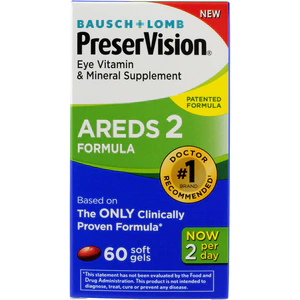 BAUSCH + LOMB
NEW
PreserVision®
Eye Vitamin
& Mineral Supplement
PATENTED
FORMULA
AREDS 2
FORMULA
DOCTOR
#1
BRAND
RECOMMENDED
Based on
The ONLY Clinically
Proven Formula*
60 soft
gels
NOW
2 per
day
*This statement has not been evaluated by the Food and
Drug Administration. This product is not intended to
diagnose, treat, cure or prevent any disease.